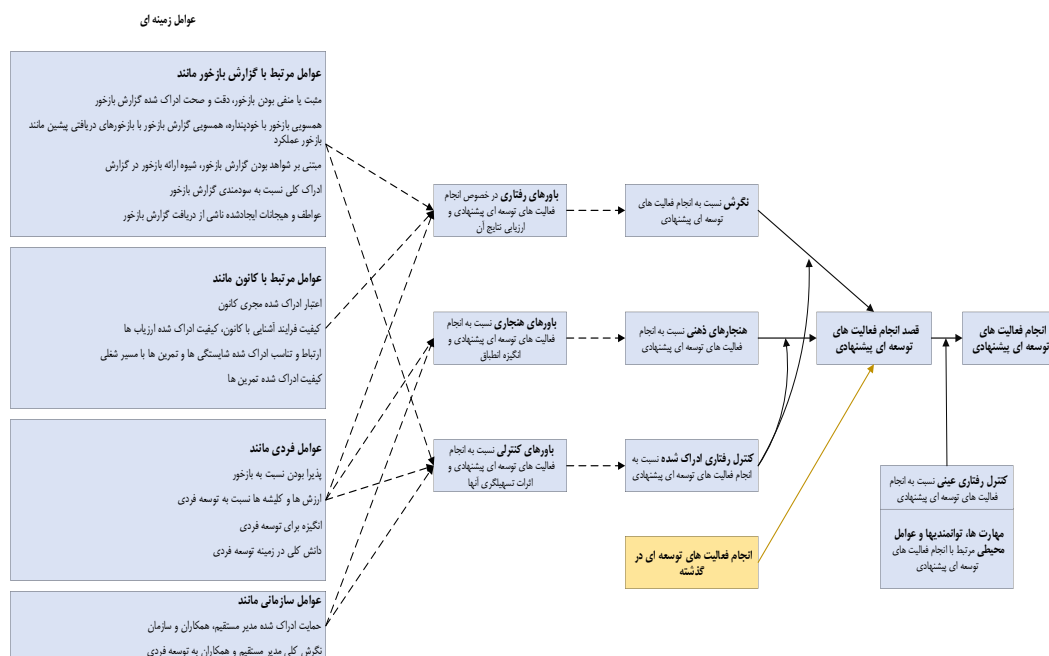 عوامل زمینه ای
عوامل مرتبط با گزارش بازخور مانند
مثبت یا منفی بودن بازخور، دقت و صحت ادراک شده گزارش بازخور
همسویی بازخور با خودپنداره، همسویی گزارش بازخور با بازخورهای دریافتی پیشین مانند
بازخور عملکرد
مبتنی بر شواهد بودن گزارش بازخور، شیوه ارائه بازخور در گزارش
ادراک کلی نسبت به سودمندی گزارش بازخور
عواطف و هیجانات ایجادشده ناشی از دریافت گزارش بازخور
عوامل مرتبط با کانون مانند
اعتبار ادراک شده مجری کانون
کیفیت فرایند آشنایی با کانون، کیفیت ادراک شده ارزیاب ها
ارتباط و تناسب ادراک شده شایستگی ها و تمرین ها با مسیر شغلی
کیفیت ادراک شده تمرین ها
عوامل فردی مانند
پذیرا بودن نسبت به بازخور
ارزش ها و کلیشه ها نسبت به توسعه فردی
انگیزه برای توسعه فردی
دانش کلی در زمینه توسعه فردی
عوامل سازمانی مانند
حمایت ادراک شده مدیر مستقیم، همکاران و سازمان
نگرش کلی مدیر مستقیم و همکاران به توسعه فردی
باورهای رفتاری در خصوص انجام
فعالیت های توسعه ای پیشنهادی و
ارزیابی نتایج آن
باورهای هنجاری نسبت به انجام
فعالیت های توسعه ای پیشنهادی و
انگیزه انطباق
باورهای کنترلی نسبت به انجام
فعالیت های توسعه ای پیشنهادی و
اثرات تسهیلگری آنها
نگرش نسبت به انجام فعالیت های
توسعه ای پیشنهادی
هنجارهای ذهنی نسبت به انجام
فعالیت های توسعه ای پیشنهادی
کنترل رفتاری ادراک شده نسبت به
انجام فعالیت های توسعه ای پیشنهادی
انجام فعالیت های توسعه ای در
گذشته
قصد انجام فعالیت های
توسعه ای پیشنهادی
انجام فعالیت های
توسعه ای پیشنهادی
کنترل رفتاری عینی نسبت به انجام
فعالیت های توسعه ای پیشنهادی
مهارت ها، توانمندیها و عوامل
محیطی مرتبط با انجام فعالیت های
توسعه ای پیشنهادی